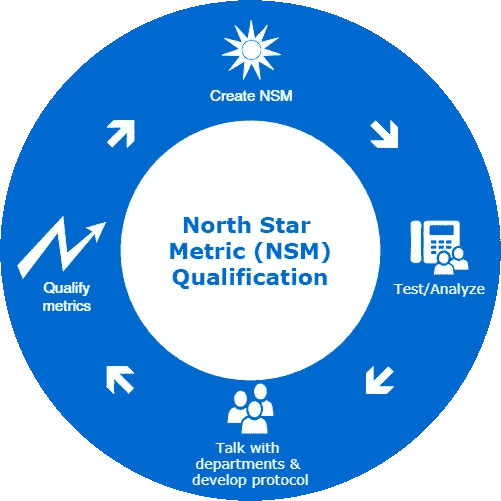 Create NSM
North Star
Metric (NSM)
Qualification
Test/Analyze
Qualify
metrics
Talk with
departments &
develop protocol